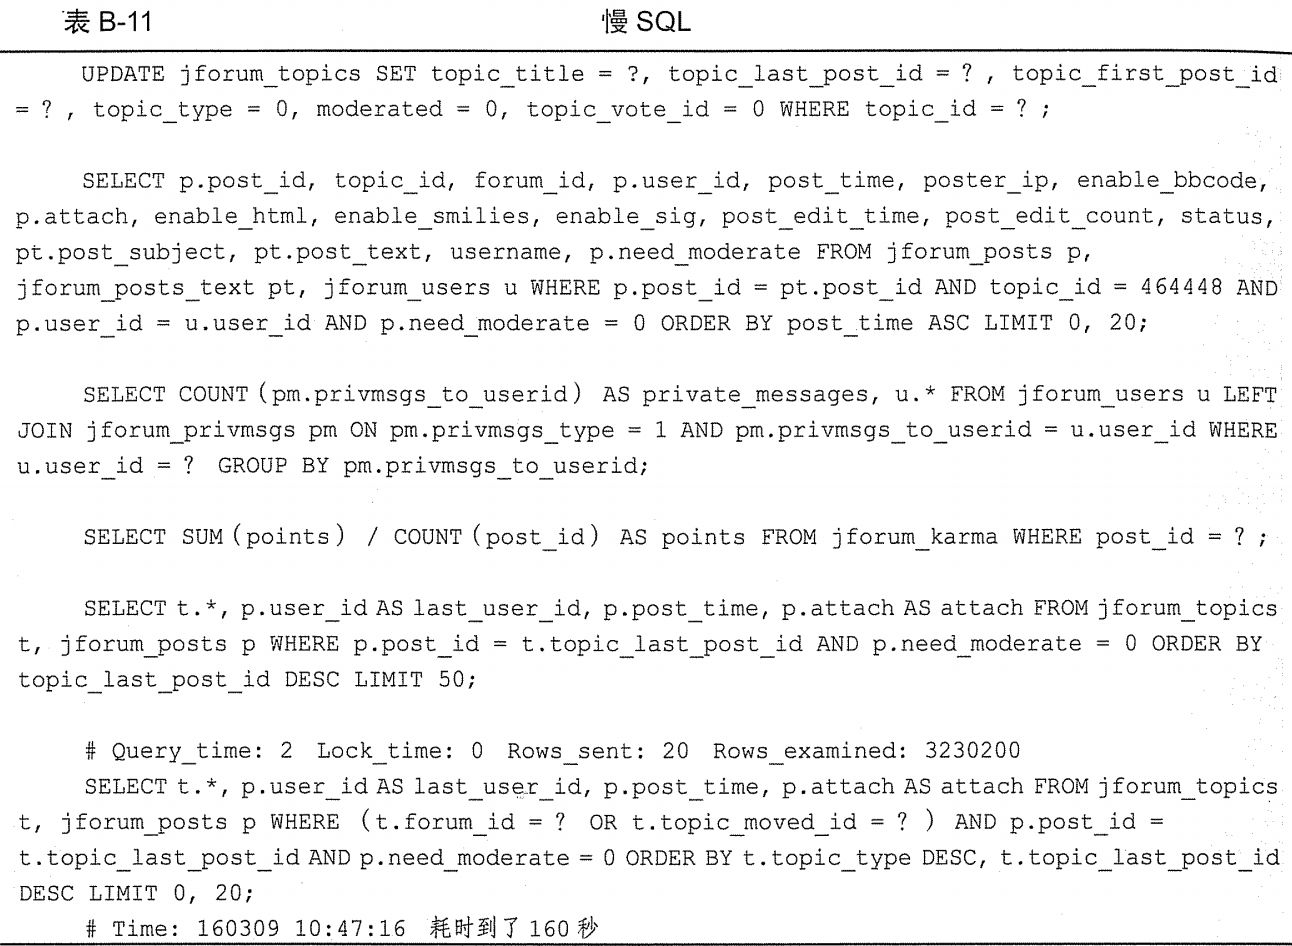 表 B-11 慢 SQL
UPDATE jforum_topics SET topic_title = ?, topic_last_post_id = ? , topic_first_post_id
= ? , topic_type = 0, moderated = 0, topic_vote_id = 0 WHERE topic_id = ? ;
SELECT p.post_id, topic_id, forum_id, p.user_id, post_time, poster_ip, enable_bbcode,
p.attach, enable_html, enable_smilies, enable_sig, post_edit_time, post_edit_count, status,
pt.post_subject, pt.post_text, username, p.need_moderate FROM jforum_posts p,
jforum_posts_text pt, jforum_users u WHERE p.post_id = pt.post_id AND topic_id = 464448 AND
p.user_id = u.user_id AND p.need_moderate = 0 ORDER BY post_time ASC LIMIT 0, 20;
SELECT COUNT (pm.privmsgs_to_userid) AS private_messages, u.* FROM jforum_users u LEFT
JOIN jforum_privmsgs pm ON pm.privmsgs_type = 1 AND pm.privmsgs_to_userid = u.user_id WHERE
u.user_id = ? GROUP BY pm.privmsgs_to_userid;
SELECT SUM (points) / COUNT (post_id) AS points FROM jforum_karma WHERE post_id = ? ;
SELECT t.*, p.user_id AS last_user_id, p.post_time, p.attach AS attach FROM jforum_topics
t, jforum_posts p WHERE p.post_id = t.topic_last_post_id AND p.need_moderate = 0 ORDER BY
topic_last_post_id DESC LIMIT 50;
# Query_time: 2 Lock_time: 0 Rows_sent: 20 Rows_examined: 3230200
SELECT t.*, p.user_id AS last_user_id, p.post_time, p.attach AS attach FROM jforum_topics
t, jforum_posts p WHERE (t.forum_id = ? OR t.topic_moved_id = ? ) AND p.post_id =
t.topic_last_post_id AND p.need_moderate = 0 ORDER BY t.topic_type DESC, t.topic_last_post_id
DESC LIMIT 0, 20;
# Time: 160309 10:47:16 耗时到了 160 秒